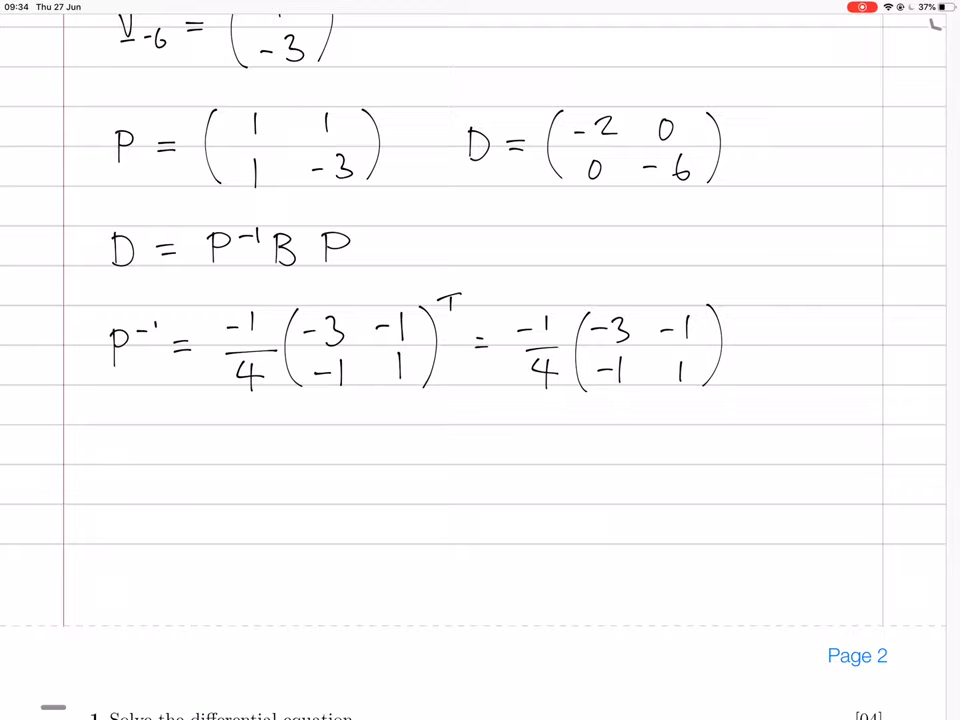 09:34 Thu 27 Jun 37%
V₋₆ = ( -3 )
P = ( 1 1 ; 1 -3 ) D = ( -2 0 ; 0 -6 )
D = P⁻¹ B P
P⁻¹ = -1/4 ( -3 -1 ; -1 1 )ᵀ = -1/4 ( -3 -1 ; -1 1 )
Page 2
1. Solve the differential equation [04]